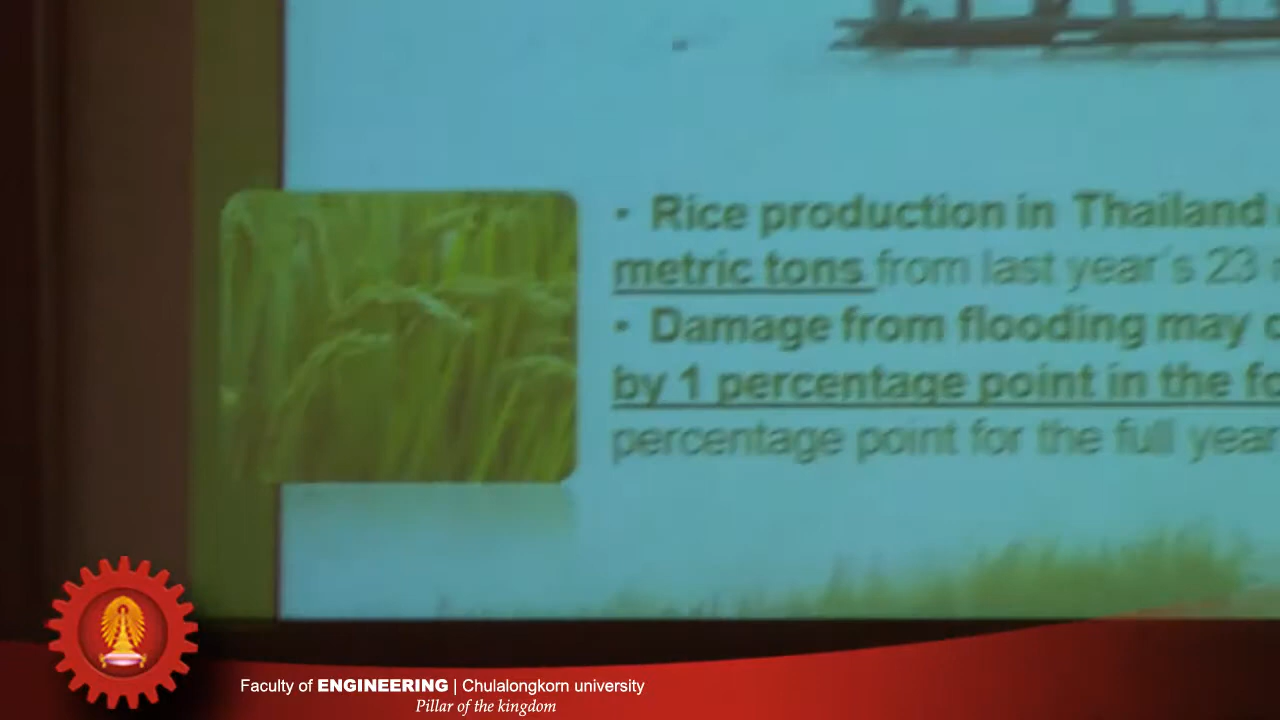 • Rice production in Thailand
metric tons from last year's 23
• Damage from flooding may
by 1 percentage point in the
percentage point for the full year
Faculty of ENGINEERING | Chulalongkorn university
Pillar of the kingdom